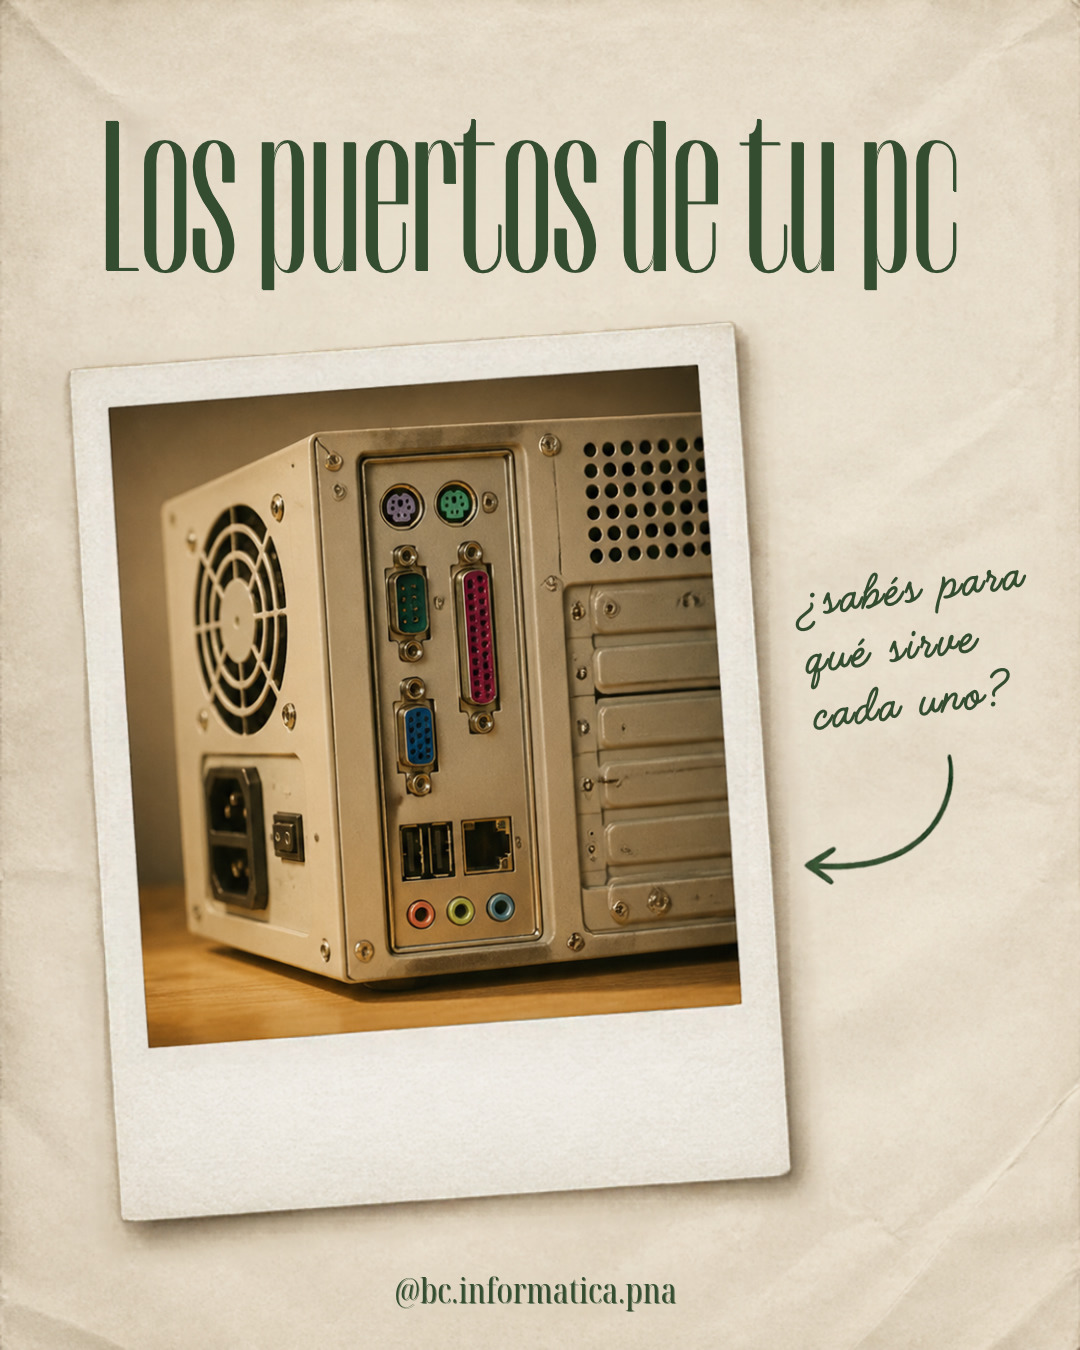 Los puertos de tu pc
¿sabés para
qué sirve
cada uno?
@bc.informatica.pna